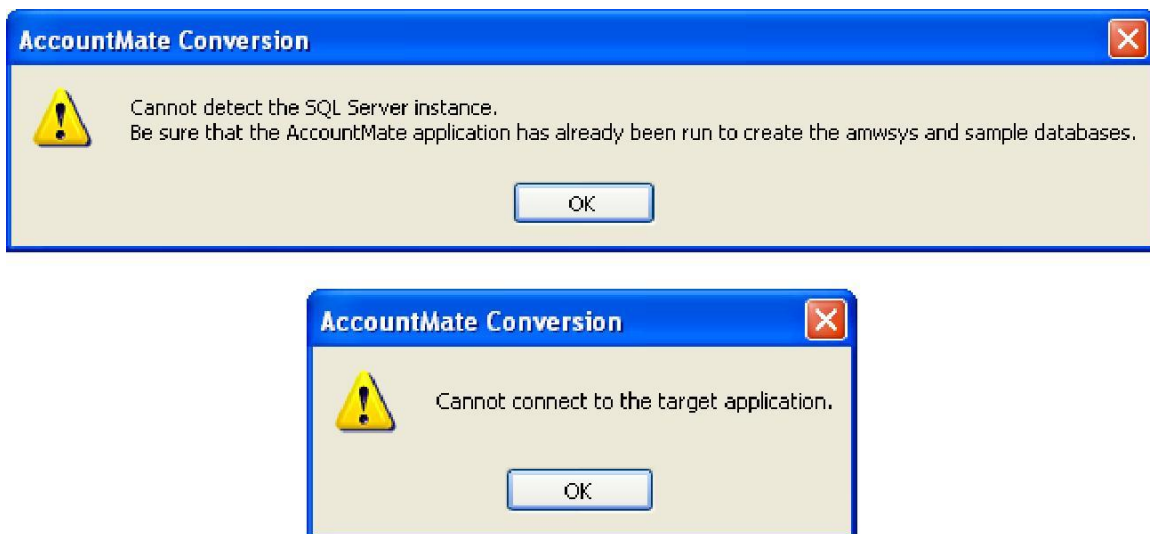 AccountMate Conversion
Cannot detect the SQL Server instance.
Be sure that the AccountMate application has already been run to create the amwsys and sample databases.
OK
AccountMate Conversion
Cannot connect to the target application.
OK